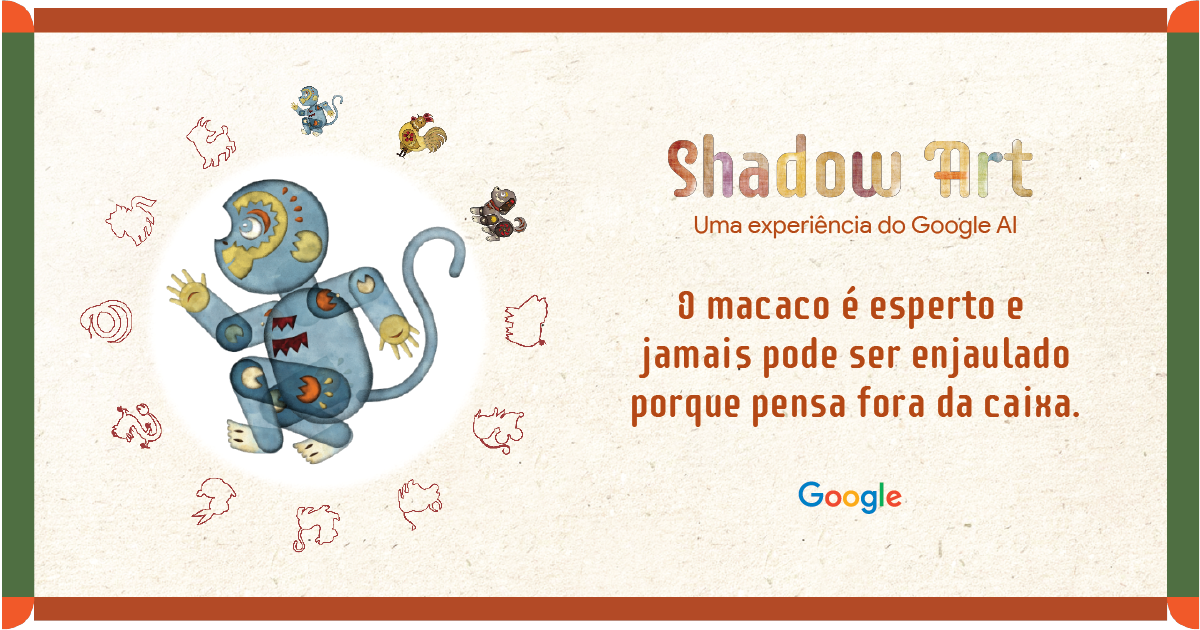 Shadow Art
Uma experiência do Google AI
O macaco é esperto e
jamais pode ser enjaulado
porque pensa fora da caixa.
Google